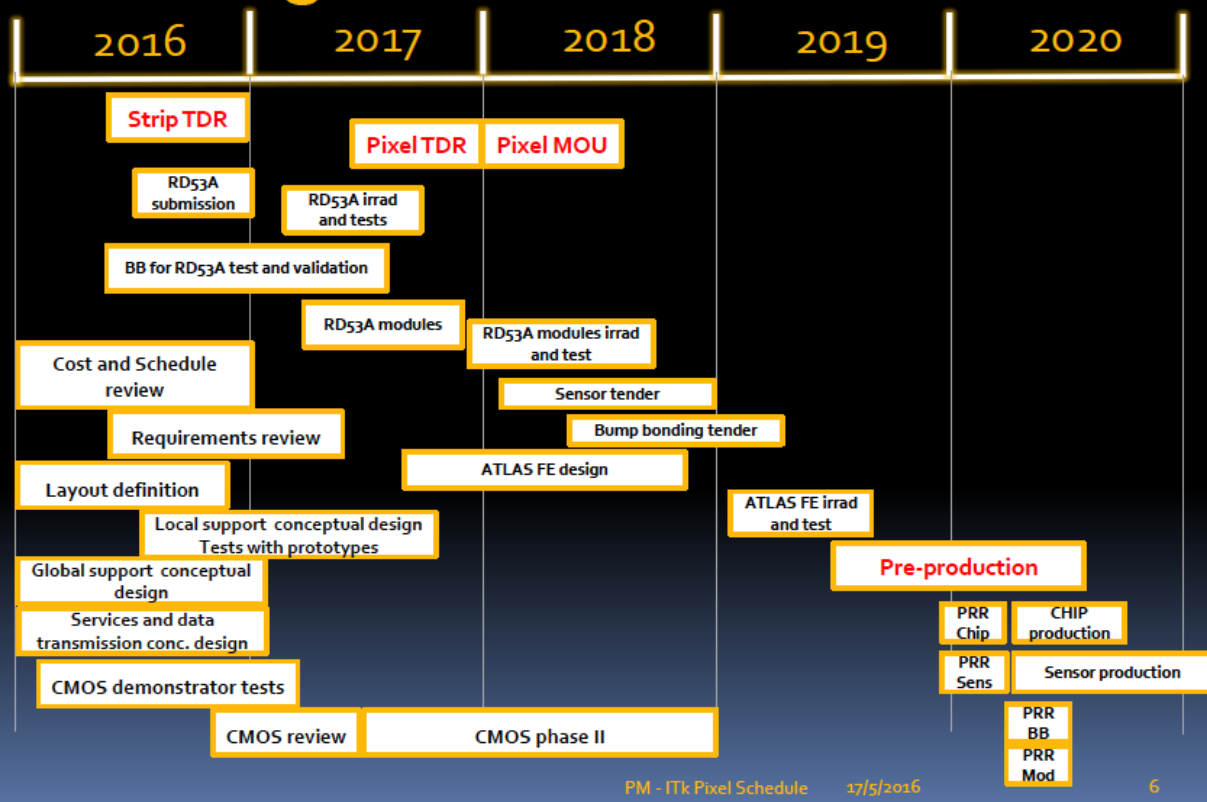 2016
2017
2018
2019
2020
Strip TDR
Pixel TDR
Pixel MOU
RD53A
submission
RD53A irrad
and tests
BB for RD53A test and validation
RD53A modules
RD53A modules irrad
and test
Cost and Schedule
review
Sensor tender
Requirements review
Bump bonding tender
ATLAS FE design
Layout definition
ATLAS FE irrad
and test
Local support conceptual design
Tests with prototypes
Pre-production
Global support conceptual
design
PRR
Chip
CHIP
production
Services and data
transmission conc. design
PRR
Sens
Sensor production
CMOS demonstrator tests
PRR
BB
CMOS review
CMOS phase II
PRR
Mod
PM - ITk Pixel Schedule
17/5/2016
6